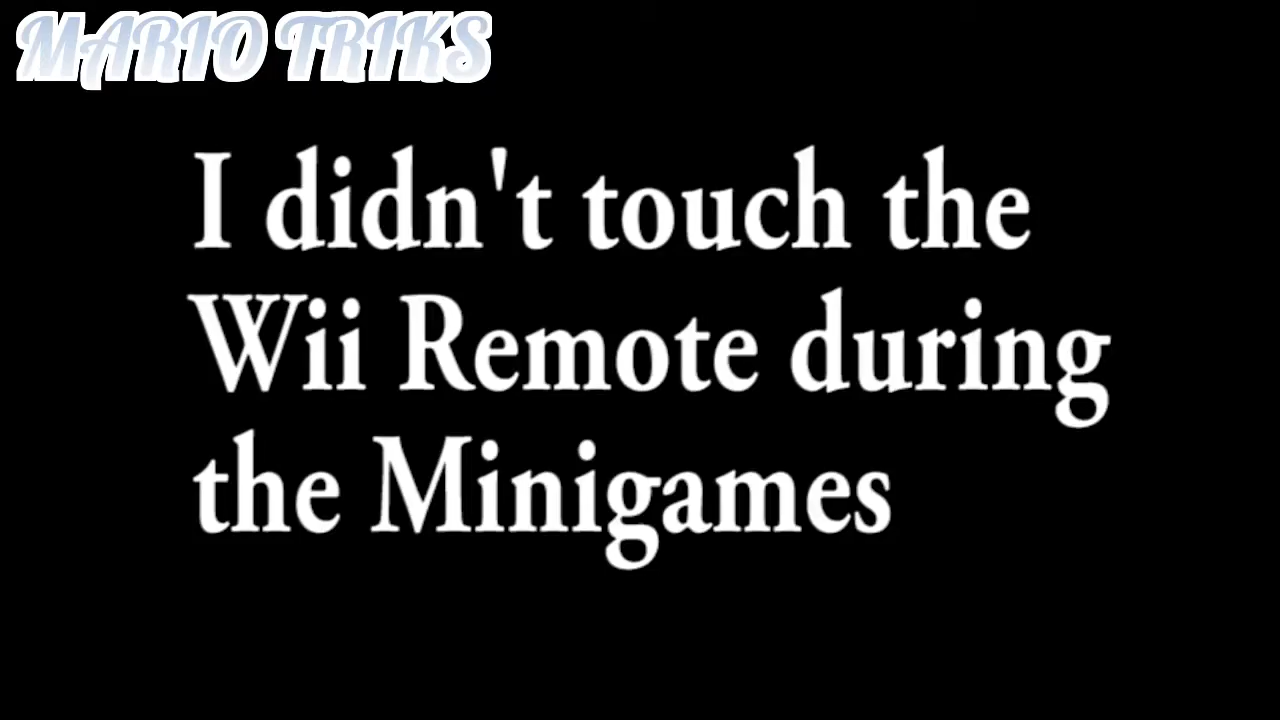 MARIO TRIKS
I didn't touch the
Wii Remote during
the Minigames